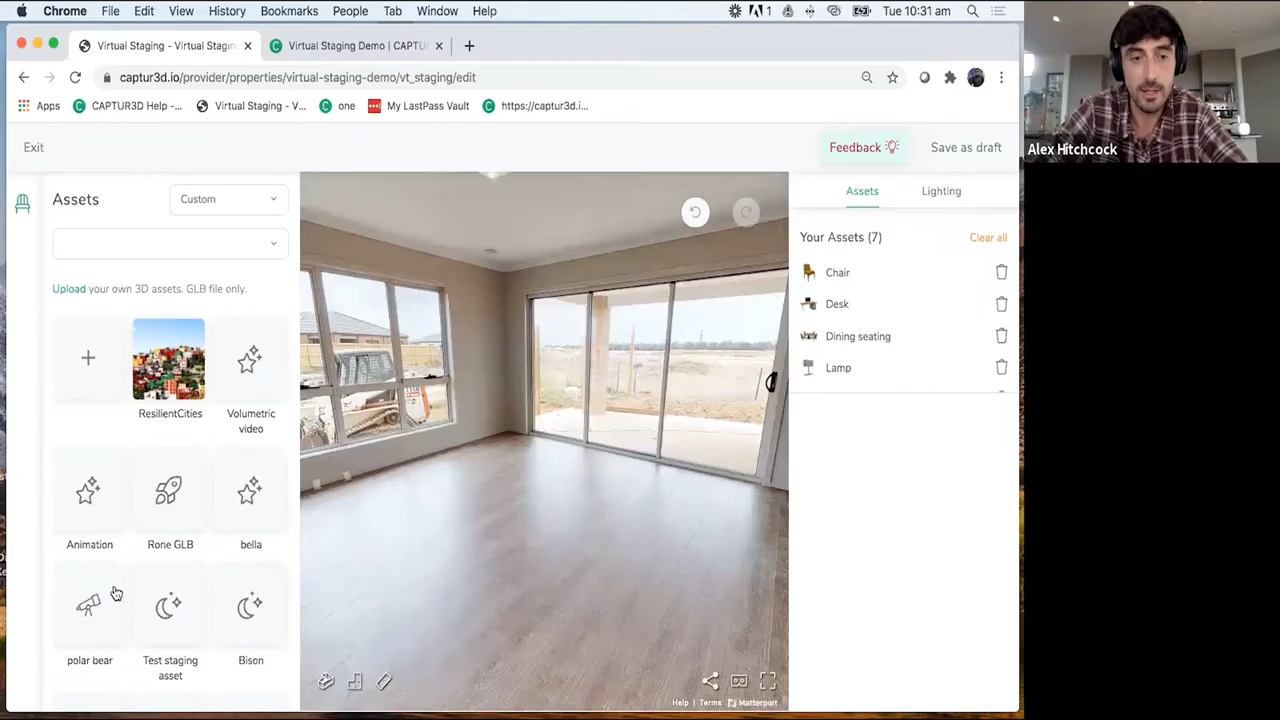 Chrome File Edit View History Bookmarks People Tab Window Help 1 Tue 10:31 am
Virtual Staging - Virtual Stagin
Virtual Staging Demo | CAPTU
captur3d.io/provider/properties/virtual-staging-demo/vt_staging/edit
Apps CAPTUR3D Help -... Virtual Staging - V... one My LastPass Vault https://captur3d.i...
Alex Hitchcock
Exit Feedback Save as draft
Assets Custom
Upload your own 3D assets. GLB file only.
ResilientCities
Volumetric
video
Animation Rone GLB bella
polar bear
Test staging
asset
Bison
Help | Terms Matterport
Assets Lighting
Your Assets (7) Clear all
Chair
Desk
Dining seating
Lamp